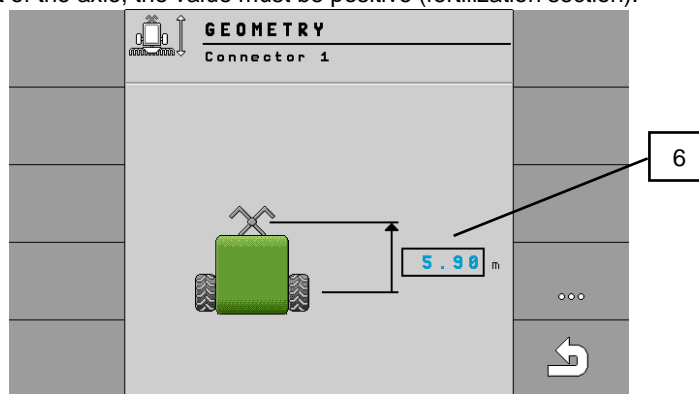 of the axle, the value must be positive (fertilization section).
GEOMETRY
Connector 1
6
5.90 m